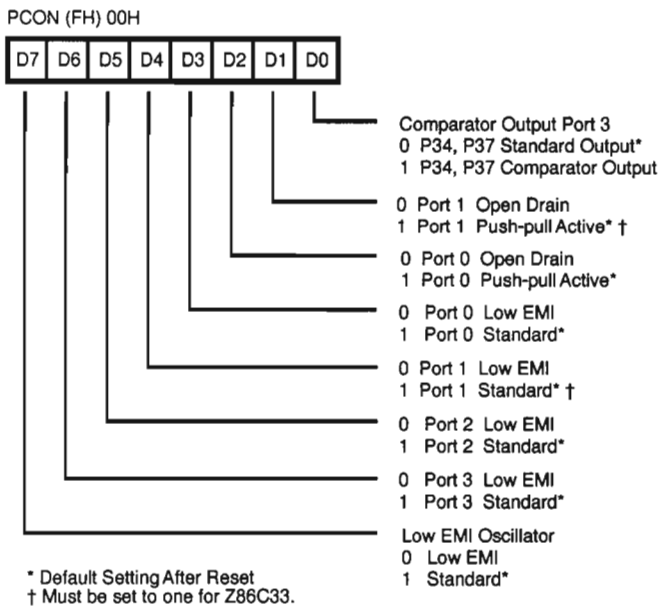 PCON (FH) 00H
D7 D6 D5 D4 D3 D2 D1 D0
Comparator Output Port 3
0 P34, P37 Standard Output*
1 P34, P37 Comparator Output
0 Port 1 Open Drain
1 Port 1 Push-pull Active* †
0 Port 0 Open Drain
1 Port 0 Push-pull Active*
0 Port 0 Low EMI
1 Port 0 Standard*
0 Port 1 Low EMI
1 Port 1 Standard* †
0 Port 2 Low EMI
1 Port 2 Standard*
0 Port 3 Low EMI
1 Port 3 Standard*
Low EMI Oscillator
0 Low EMI
1 Standard*
* Default Setting After Reset
† Must be set to one for Z86C33.